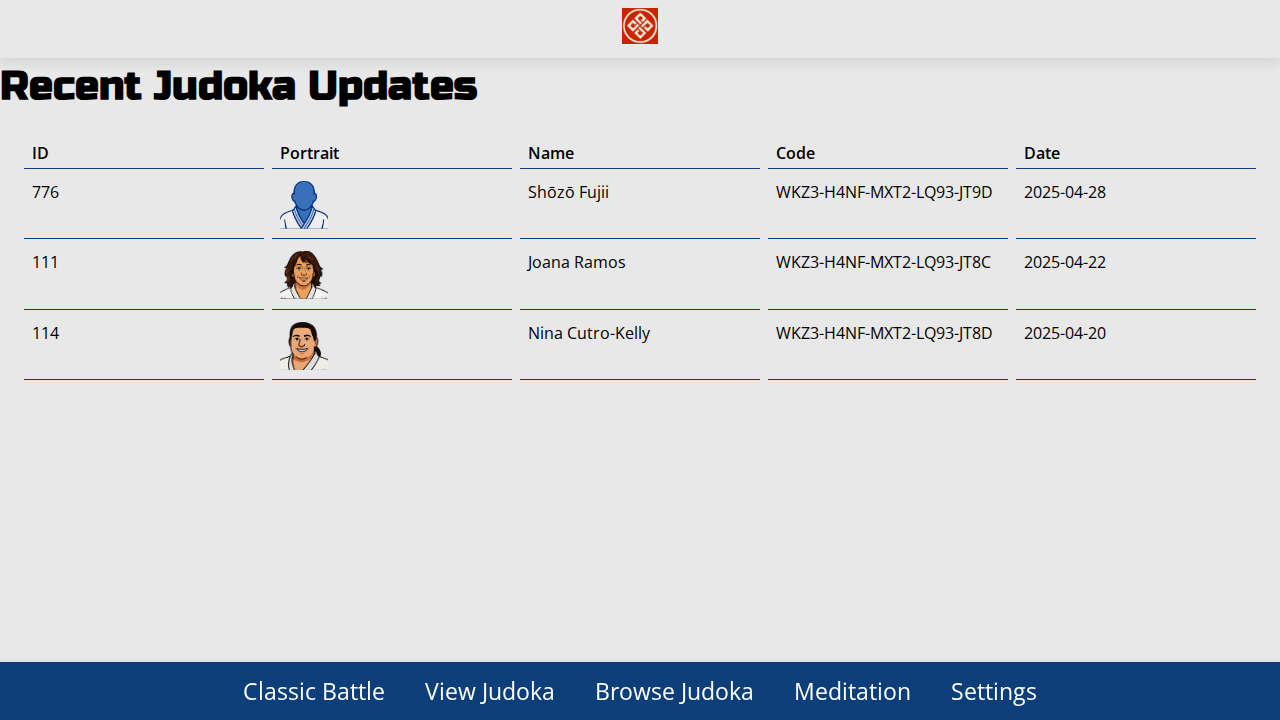 Recent Judoka Updates
ID Portrait Name Code Date
776 Shōzō Fujii WKZ3-H4NF-MXT2-LQ93-JT9D 2025-04-28
111 Joana Ramos WKZ3-H4NF-MXT2-LQ93-JT8C 2025-04-22
114 Nina Cutro-Kelly WKZ3-H4NF-MXT2-LQ93-JT8D 2025-04-20
Classic Battle View Judoka Browse Judoka Meditation Settings